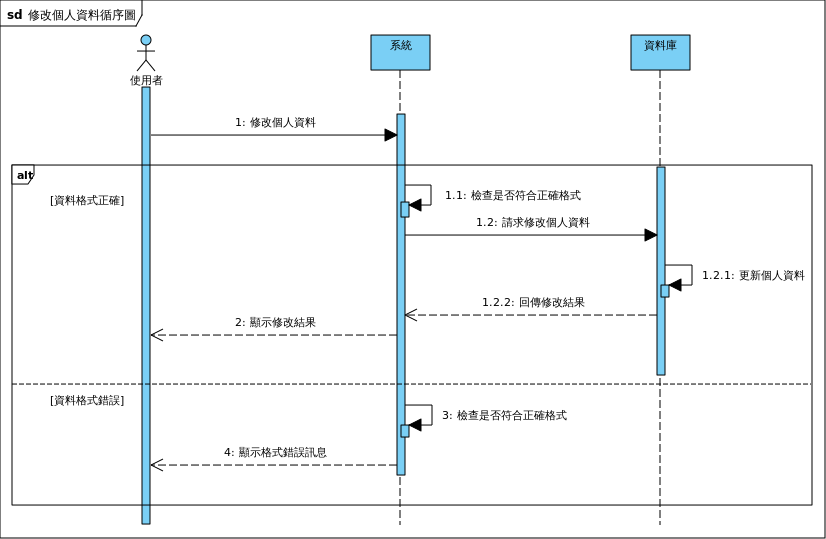 sd 修改個人資料循序圖
使用者
系統
資料庫
1: 修改個人資料
alt
[資料格式正確]
1.1: 檢查是否符合正確格式
1.2: 請求修改個人資料
1.2.1: 更新個人資料
1.2.2: 回傳修改結果
2: 顯示修改結果
[資料格式錯誤]
3: 檢查是否符合正確格式
4: 顯示格式錯誤訊息